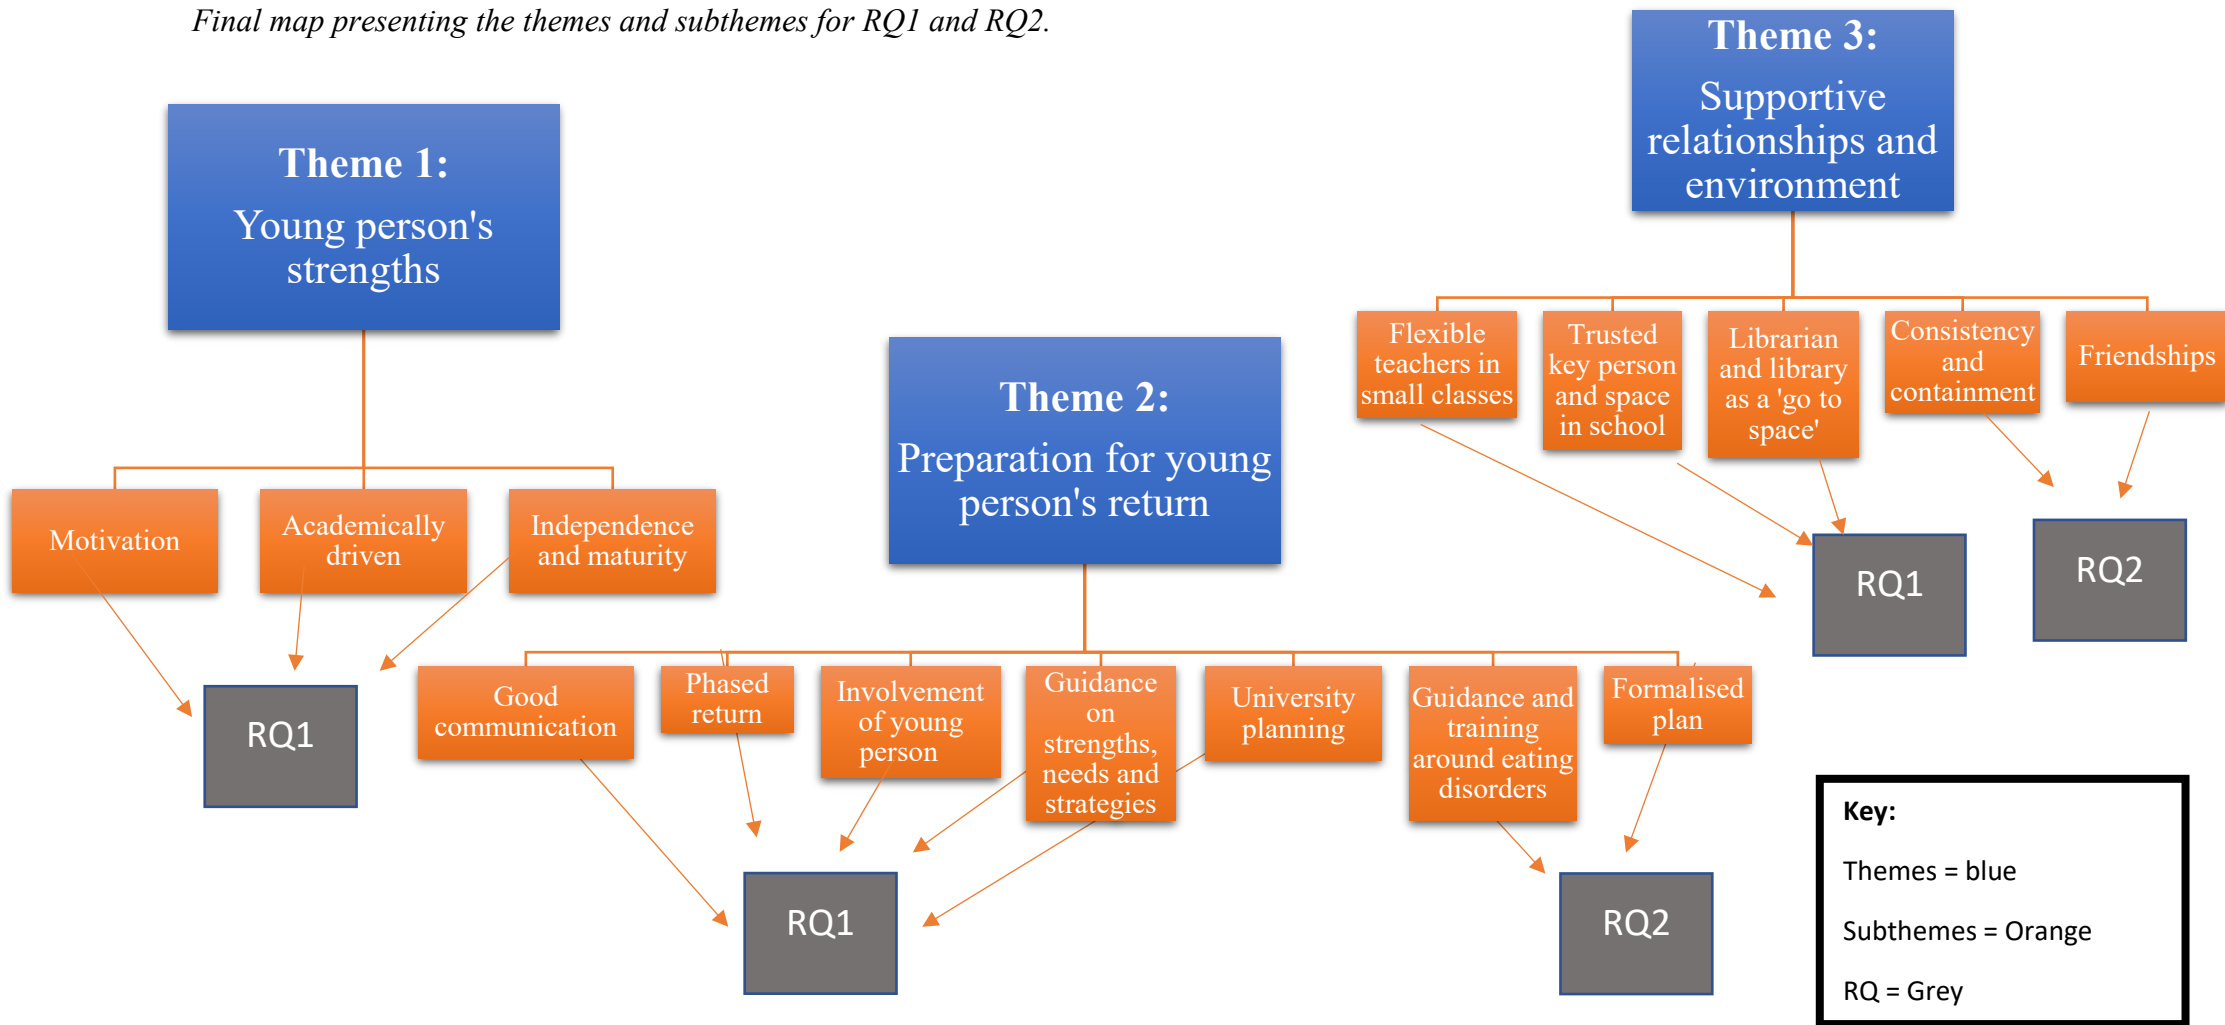 Final map presenting the themes and subthemes for RQ1 and RQ2.
Theme 1:
Young person's
strengths
Motivation
Academically
driven
Independence
and maturity
RQ1
Theme 2:
Preparation for young
person's return
Good
communication
Phased
return
Involvement
of young
person
Guidance
on
strengths,
needs and
strategies
University
planning
Guidance and
training
around eating
disorders
Formalised
plan
RQ1
RQ2
Theme 3:
Supportive
relationships and
environment
Flexible
teachers in
small classes
Trusted
key person
and space
in school
Librarian
and library
as a 'go to
space'
Consistency
and
containment
Friendships
RQ1
RQ2
Key:
Themes = blue
Subthemes = Orange
RQ = Grey